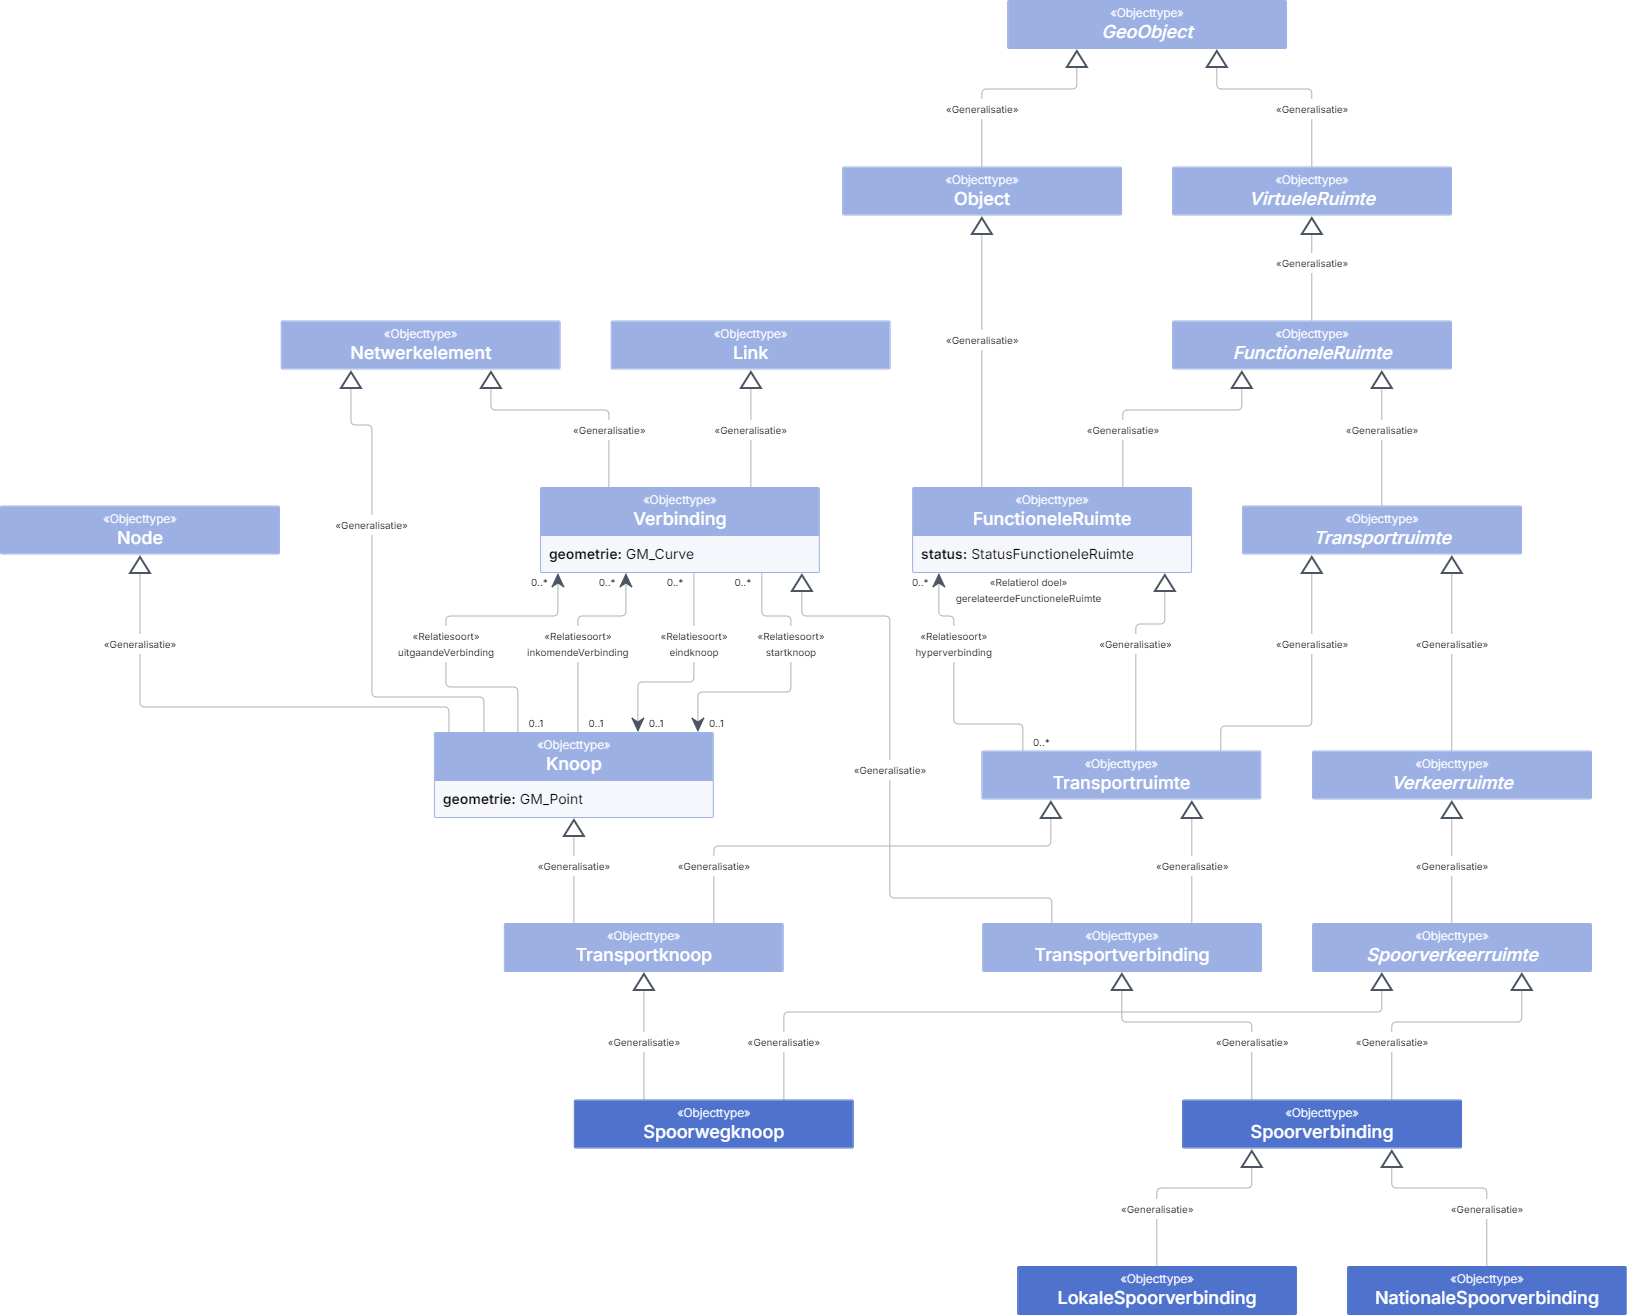 «Objecttype»
GeoObject
«Generalisatie»
«Generalisatie»
«Objecttype»
Object
«Objecttype»
VirtueleRuimte
«Generalisatie»
«Objecttype»
Netwerkelement
«Objecttype»
Link
«Generalisatie»
«Objecttype»
FunctioneleRuimte
«Generalisatie»
«Generalisatie»
«Generalisatie»
«Generalisatie»
«Objecttype»
Node
«Generalisatie»
«Objecttype»
Verbinding
geometrie: GM_Curve
«Objecttype»
FunctioneleRuimte
status: StatusFunctioneleRuimte
«Objecttype»
Transportruimte
0..*
0..*
0..*
0..*
0..*
«Relatierol doel»
gerelateerdeFunctioneleRuimte
«Generalisatie»
«Relatiesoort»
uitgaandeVerbinding
«Relatiesoort»
inkomendeVerbinding
«Relatiesoort»
eindknoop
«Relatiesoort»
startknoop
«Relatiesoort»
hyperverbinding
«Generalisatie»
«Generalisatie»
«Generalisatie»
0..1
0..1
0..1
0..1
0..*
«Objecttype»
Knoop
geometrie: GM_Point
«Generalisatie»
«Objecttype»
Transportruimte
«Objecttype»
Verkeerruimte
«Generalisatie»
«Generalisatie»
«Generalisatie»
«Generalisatie»
«Objecttype»
Transportknoop
«Objecttype»
Transportverbinding
«Objecttype»
Spoorverkeerruimte
«Generalisatie»
«Generalisatie»
«Generalisatie»
«Generalisatie»
«Objecttype»
Spoorwegknoop
«Objecttype»
Spoorverbinding
«Generalisatie»
«Generalisatie»
«Objecttype»
LokaleSpoorverbinding
«Objecttype»
NationaleSpoorverbinding